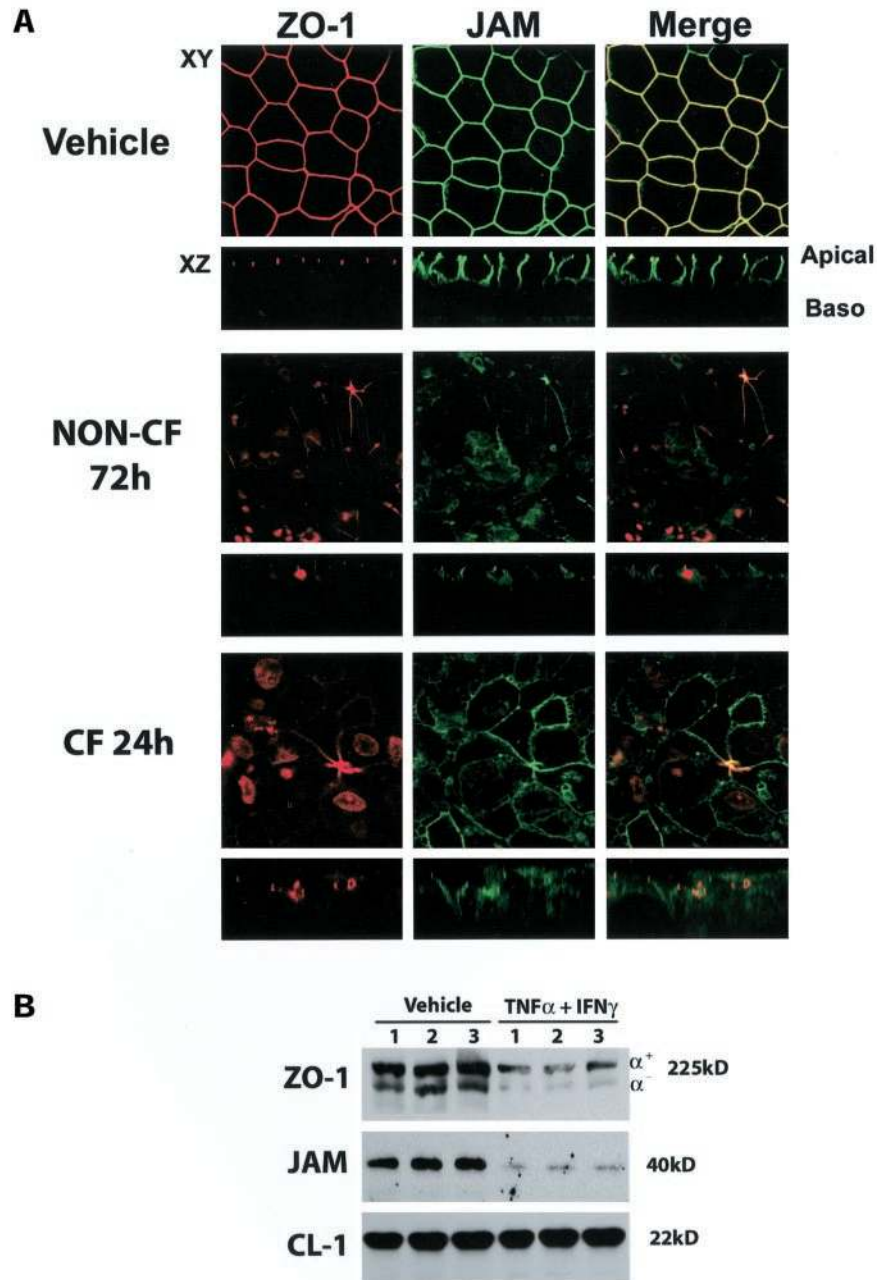 A
ZO-1 JAM Merge
XY
Vehicle
XZ
Apical
Baso
NON-CF
72h
CF 24h
B
Vehicle TNFα + IFNγ
1 2 3 1 2 3
ZO-1 α⁺ 225kD
α⁻
JAM 40kD
CL-1 22kD